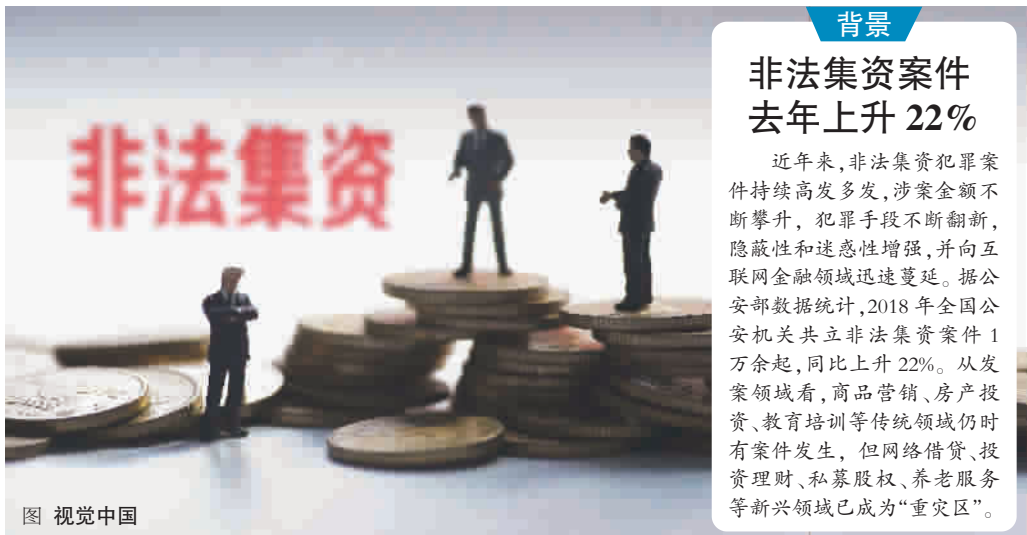 非法集资
图 视觉中国
背景
非法集资案件
去年上升 22%
近年来,非法集资犯罪案
件持续高发多发,涉案金额不
断攀升，犯罪手段不断翻新,
隐蔽性和迷惑性增强,并向互
联网金融领域迅速蔓延。据公
安部数据统计,2018 年全国公
安机关共立非法集资案件 1
万余起,同比上升 22%。从发
案领域看,商品营销、房产投
资、教育培训等传统领域仍时
有案件发生，但网络借贷、投
资理财、私募股权、养老服务
等新兴领域已成为“重灾区”。